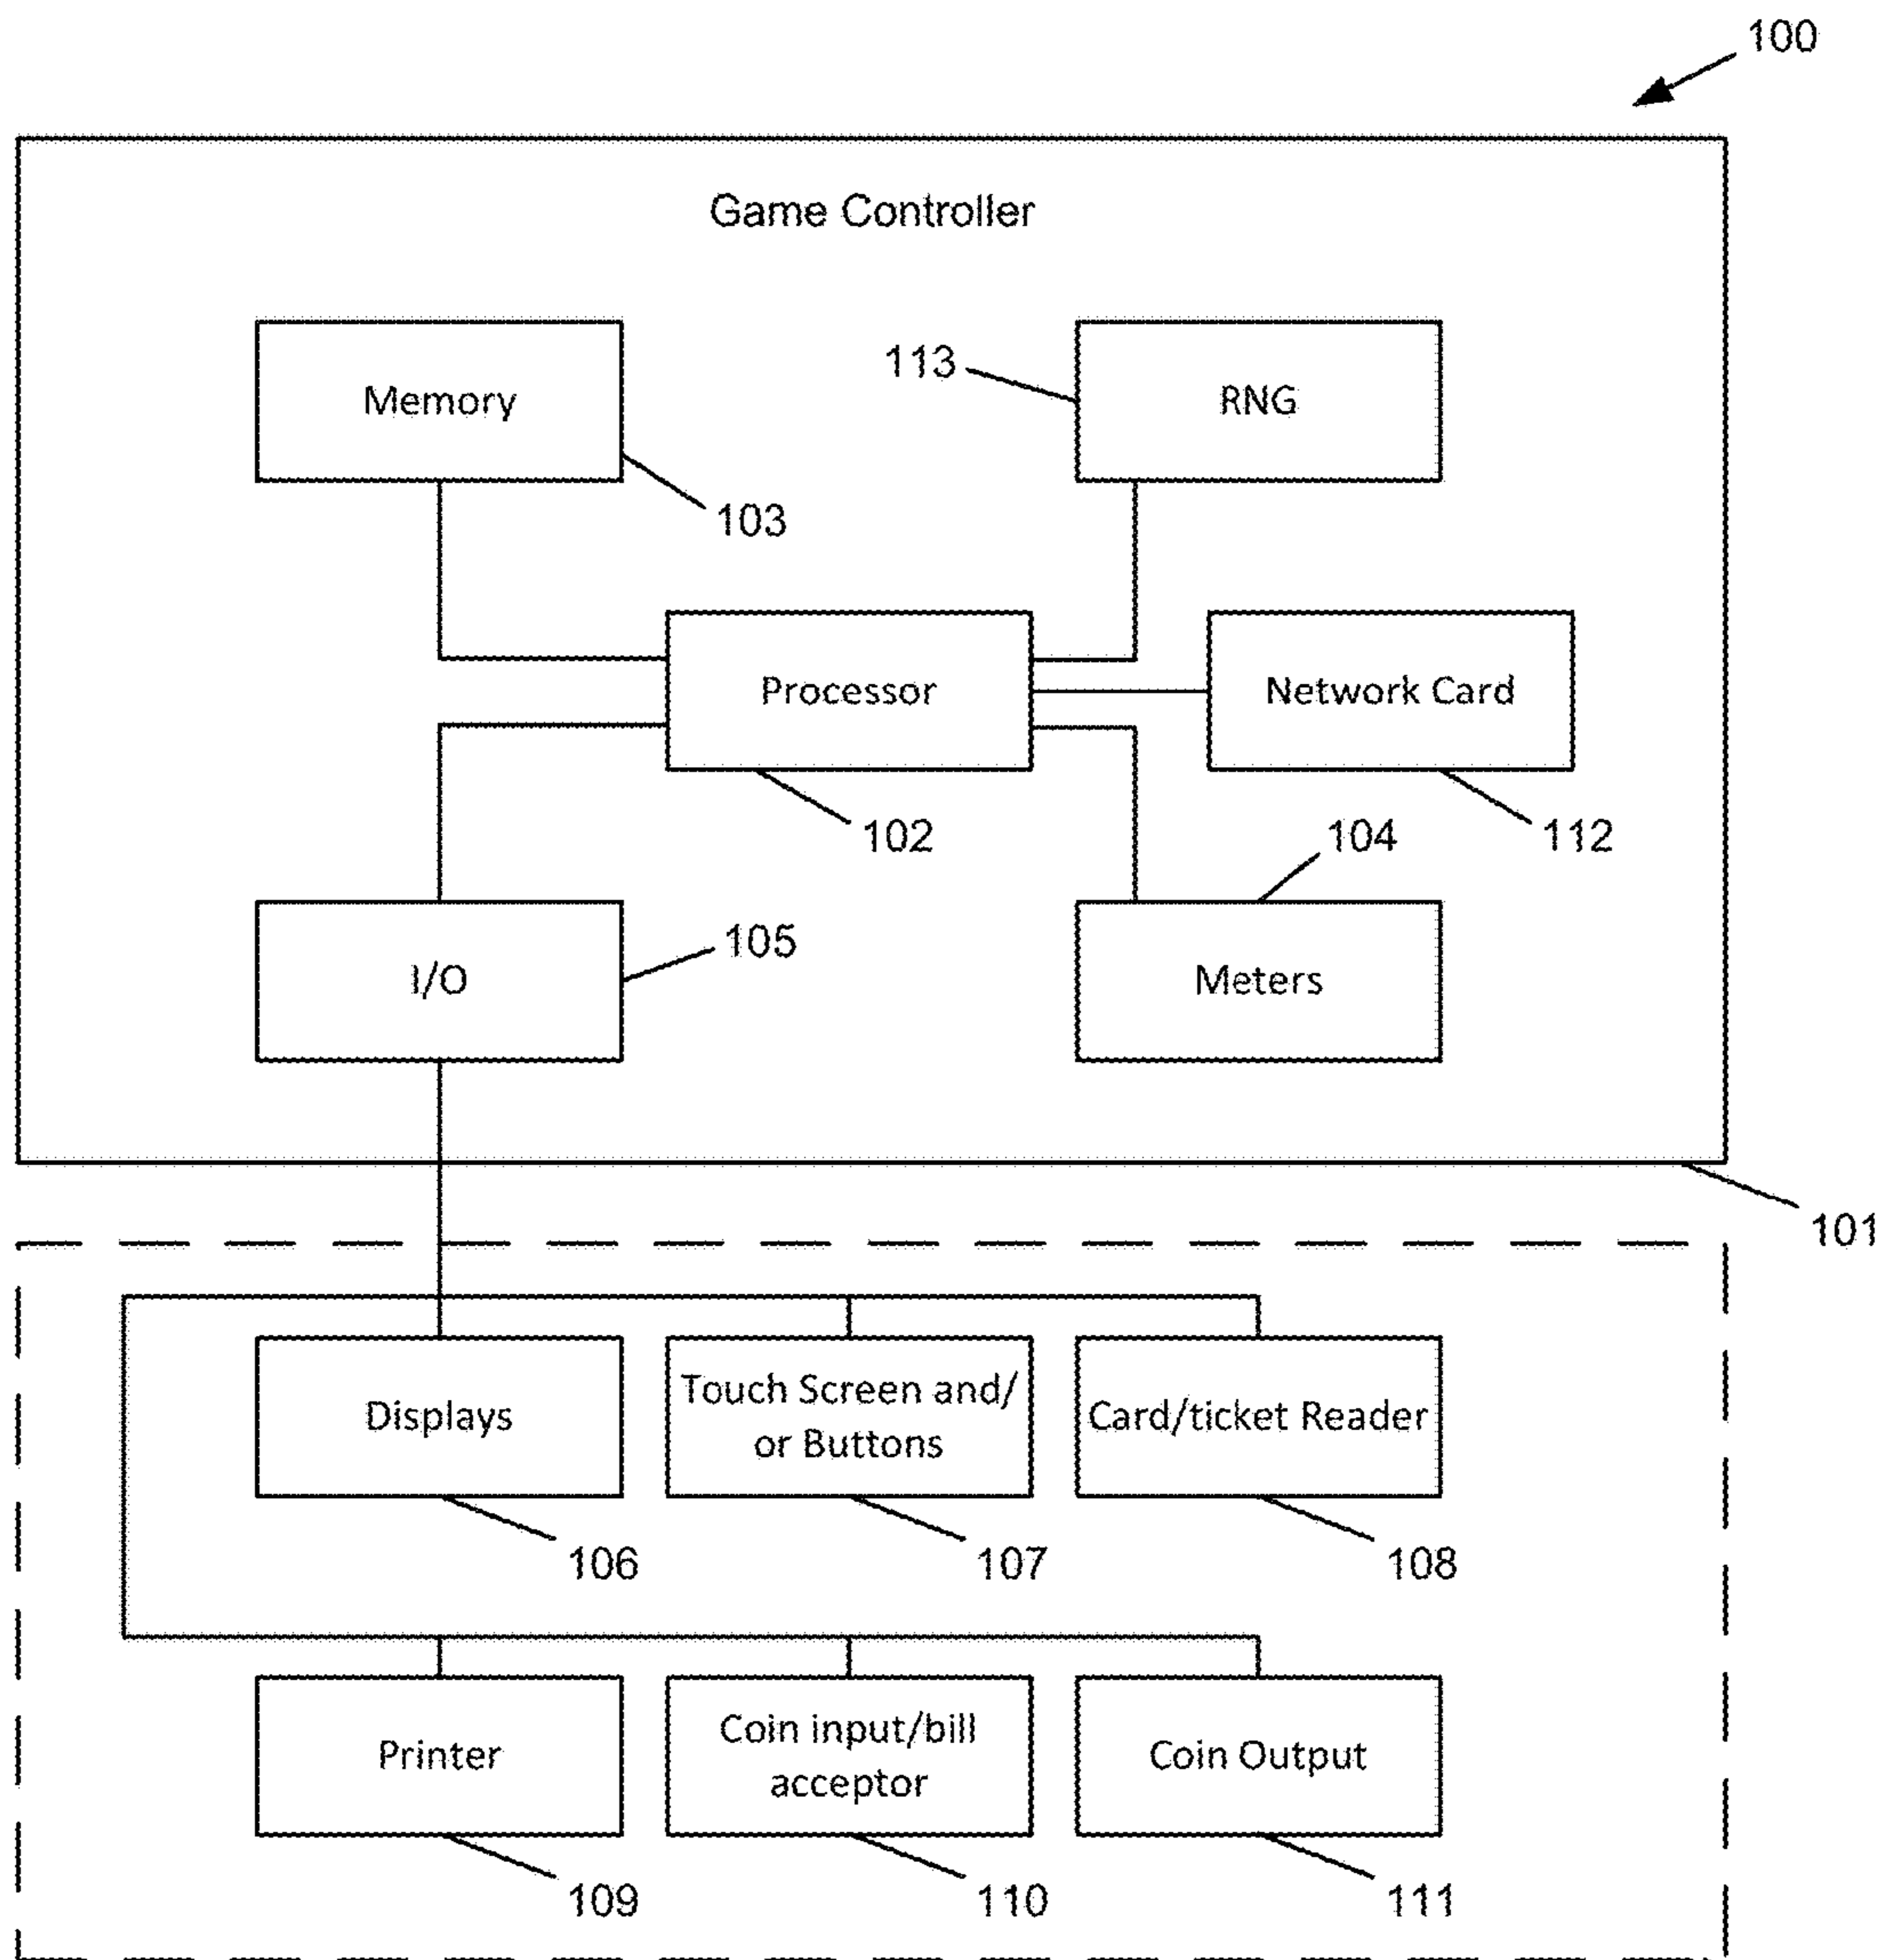 100
Game Controller
Memory
113
RNG
103
Processor
Network Card
102
104
112
I/O
105
Meters
101
Displays
Touch Screen and/
or Buttons
Card/ticket Reader
106
107
108
Printer
Coin input/bill
acceptor
Coin Output
109
110
111